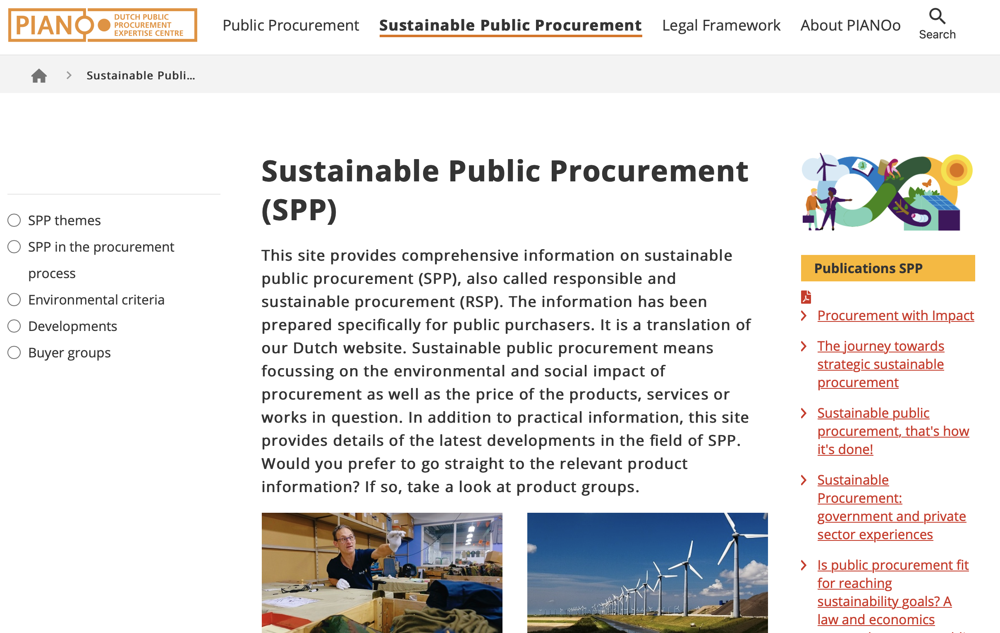 PIANOo
DUTCH PUBLIC
PROCUREMENT
EXPERTISE CENTRE
Public Procurement
Sustainable Public Procurement
Legal Framework
About PIANOo
Search
Sustainable Publi...
SPP themes
SPP in the procurement
process
Environmental criteria
Developments
Buyer groups
Sustainable Public Procurement
(SPP)
This site provides comprehensive information on sustainable
public procurement (SPP), also called responsible and
sustainable procurement (RSP). The information has been
prepared specifically for public purchasers. It is a translation of
our Dutch website. Sustainable public procurement means
focussing on the environmental and social impact of
procurement as well as the price of the products, services or
works in question. In addition to practical information, this site
provides details of the latest developments in the field of SPP.
Would you prefer to go straight to the relevant product
information? If so, take a look at product groups.
Publications SPP
Procurement with Impact
The journey towards
strategic sustainable
procurement
Sustainable public
procurement, that's how
it's done!
Sustainable
Procurement:
government and private
sector experiences
Is public procurement fit
for reaching
sustainability goals? A
law and economics